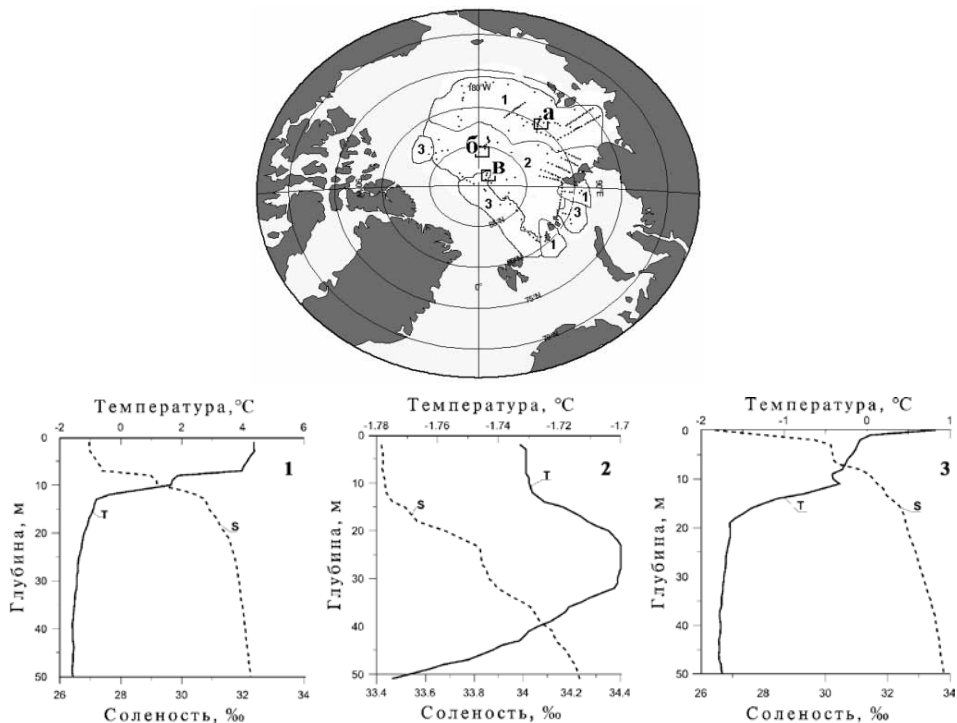 180°W
1
а
3
б
2
В
90°E
1
3
3
1
0°
75°N
Температура, °C
Температура, °C
Температура, °C
-2 0 2 4 6
-1.78 -1.76 -1.74 -1.72 -1.7
-2 -1 0 1
0 10 20 30 40 50
Глубина, м
1
T
S
0 10 20 30 40 50
Глубина, м
2
T
S
0 10 20 30 40 50
Глубина, м
3
T
S
26 28 30 32 34
33.4 33.6 33.8 34 34.2 34.4
26 28 30 32 34
Соленость, ‰
Соленость, ‰
Соленость, ‰